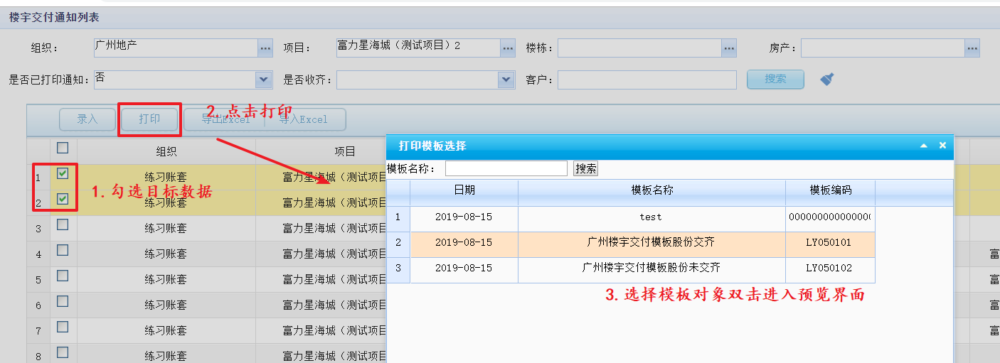 楼宇交付通知列表
组织： 广州地产 ... 项目： 富力星海城（测试项目）2 ... 楼栋： ... 房产： ...
是否已打印通知： 否 是否收齐： 客户： 搜索
录入 打印 导出Excel 导入Excel
2.点击打印
组织 项目
1 练习账套 富力星海城（测试项目
2 练习账套 富力星海城（测试项目
3 练习账套 富力星海城（测试项目
4 练习账套 富力星海城（测试项目 富
5 练习账套 富力星海城（测试项目 富
6 练习账套 富力星海城（测试项目 富
7 练习账套 富力星海城（测试项目 富
8 练习账套 富力星海城（测试项目
1.勾选目标数据
打印模板选择
模板名称： 搜索
日期 模板名称 模板编码
1 2019-08-15 test 000000000000000
2 2019-08-15 广州楼宇交付模板股份交齐 LY050101
3 2019-08-15 广州楼宇交付模板股份未交齐 LY050102
3.选择模板对象双击进入预览界面